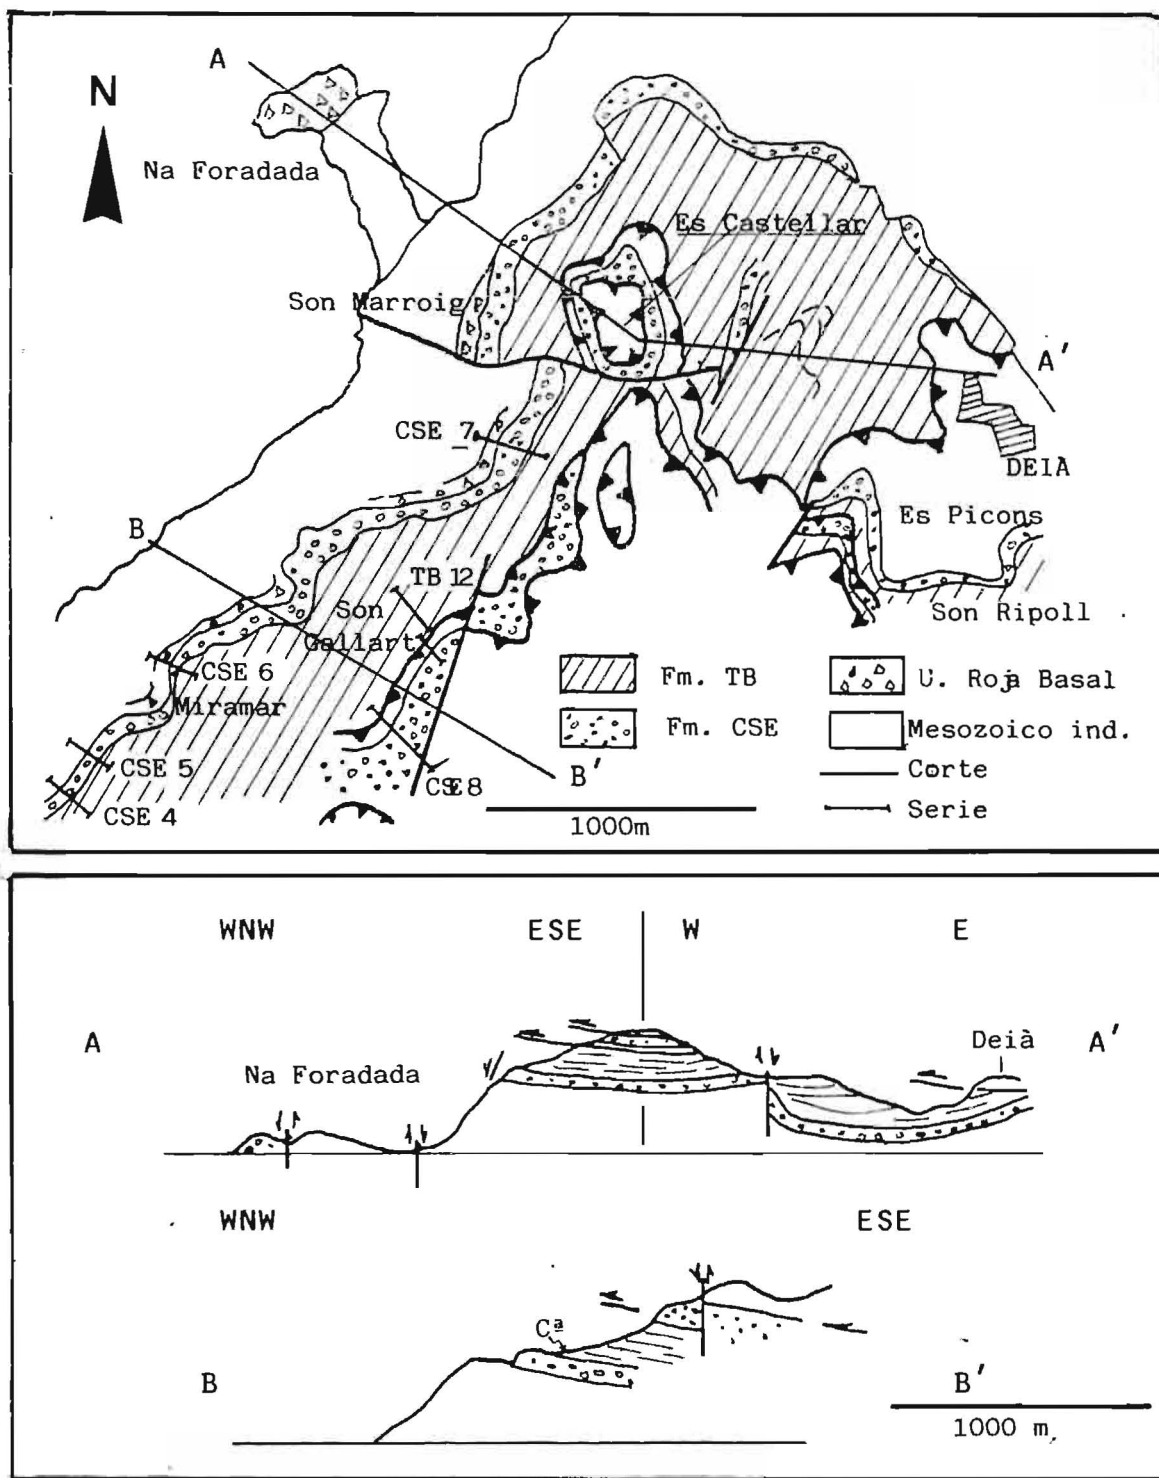 A
N
Na Foradada
Es Castellar
Son Marroig
A'
CSE 7
DEIÀ
B
Es Picons
TB 12
Son
Gallart
Son Ripoll
CSE 6
Miramar
Fm. TB
U. Roja Basal
Fm. CSE
Mesozoico ind.
CSE 5
B'
Corte
CSE 8
CSE 4
1000m
Serie
WNW
ESE
W
E
A
Deià
A'
Na Foradada
WNW
ESE
Cª
B
B'
1000 m.